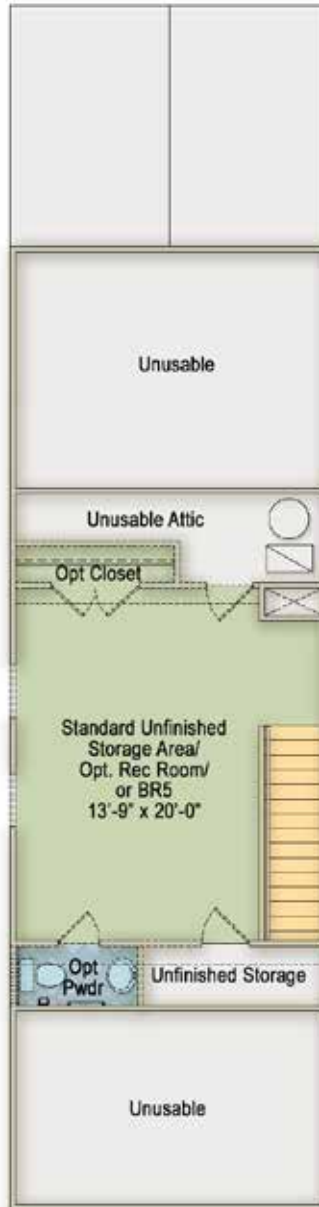 Unusable
Unusable Attic
Opt Closet
Standard Unfinished
Storage Area/
Opt. Rec Room/
or BR5
13'-9" x 20'-0"
Opt
Pwdr
Unfinished Storage
Unusable